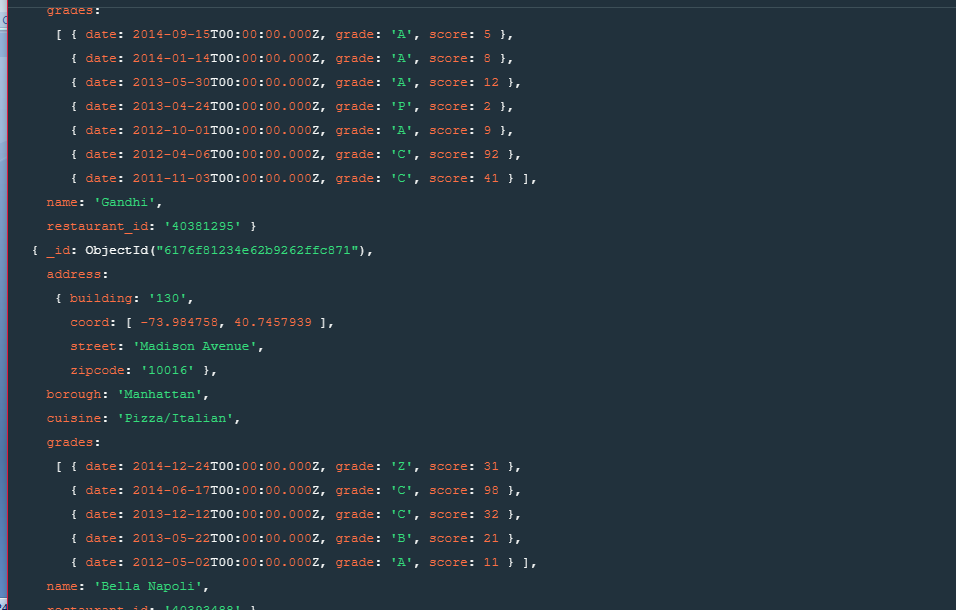 grades:
[ { date: 2014-09-15T00:00:00.000Z, grade: 'A', score: 5 },
{ date: 2014-01-14T00:00:00.000Z, grade: 'A', score: 8 },
{ date: 2013-05-30T00:00:00.000Z, grade: 'A', score: 12 },
{ date: 2013-04-24T00:00:00.000Z, grade: 'P', score: 2 },
{ date: 2012-10-01T00:00:00.000Z, grade: 'A', score: 9 },
{ date: 2012-04-06T00:00:00.000Z, grade: 'C', score: 92 },
{ date: 2011-11-03T00:00:00.000Z, grade: 'C', score: 41 } ],
name: 'Gandhi',
restaurant_id: '40381295' }
{ _id: ObjectId("6176f81234e62b9262ffc871"),
address:
{ building: '130',
coord: [ -73.984758, 40.7457939 ],
street: 'Madison Avenue',
zipcode: '10016' },
borough: 'Manhattan',
cuisine: 'Pizza/Italian',
grades:
[ { date: 2014-12-24T00:00:00.000Z, grade: 'Z', score: 31 },
{ date: 2014-06-17T00:00:00.000Z, grade: 'C', score: 98 },
{ date: 2013-12-12T00:00:00.000Z, grade: 'C', score: 32 },
{ date: 2013-05-22T00:00:00.000Z, grade: 'B', score: 21 },
{ date: 2012-05-02T00:00:00.000Z, grade: 'A', score: 11 } ],
name: 'Bella Napoli',
restaurant_id: '40393488' }